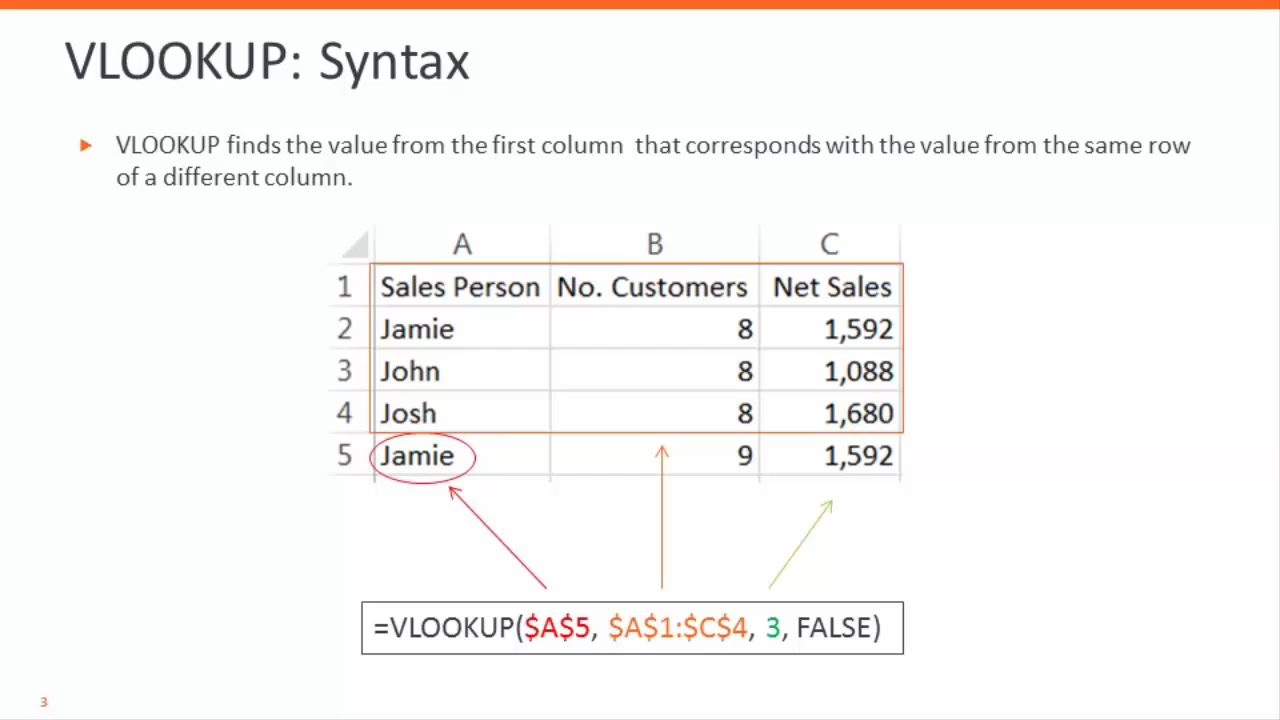 VLOOKUP: Syntax
VLOOKUP finds the value from the first column that corresponds with the value from the same row
of a different column.
A B C
1 Sales Person No. Customers Net Sales
2 Jamie 8 1,592
3 John 8 1,088
4 Josh 8 1,680
5 Jamie 9 1,592
=VLOOKUP($A$5, $A$1:$C$4, 3, FALSE)
3